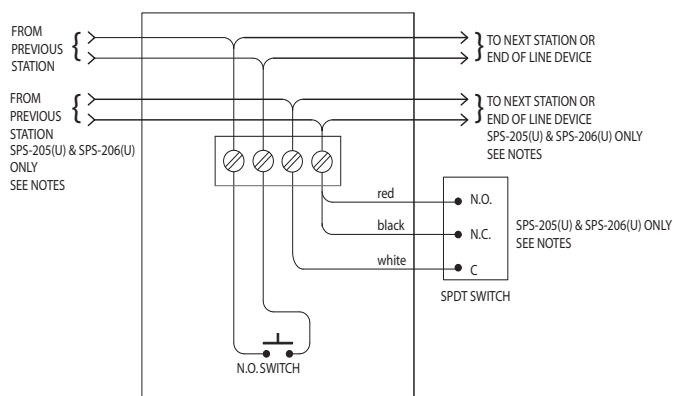 FROM
PREVIOUS
STATION
TO NEXT STATION OR
END OF LINE DEVICE
FROM
PREVIOUS
STATION
SPS-205(U) & SPS-206(U)
ONLY
SEE NOTES
TO NEXT STATION OR
END OF LINE DEVICE
SPS-205(U) & SPS-206(U) ONLY
SEE NOTES
red
black
white
N.O.
N.C.
C
SPDT SWITCH
SPS-205(U) & SPS-206(U) ONLY
SEE NOTES
N.O. SWITCH